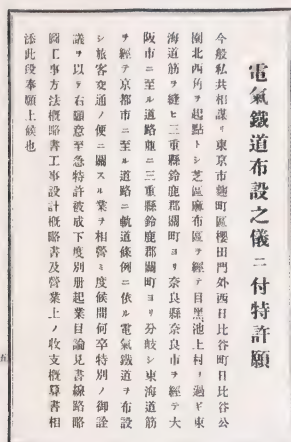 電氣鐵道布設之儀ニ付特許願
今般私共相謀リ東京市麴町區櫻田門外西日比谷町日比谷公
園北西角ヲ起點トシ芝區麻布區ヲ經テ目黑池上村ヲ過ギ東
海道筋ヲ縫ヒ三重縣鈴鹿郡關町ヨリ奈良縣奈良市ヲ經テ大
阪市ニ至ル道路竝ニ三重縣鈴鹿郡關町ヨリ分岐シ東海道筋
ヲ經テ京都市ニ至ル道路ニ軌道條例ニ依ル電氣鐵道ヲ布設
シ旅客交通ノ便ニ關スル業ヲ相營ミ度候間何卒特別ノ御詮
議ヲ以テ右願意至急特許被成下度別册起業目論見書線路略
圖工事方法槪略書工事設計槪略書及營業上ノ收支槪算書相
添此段奉願上候也
五